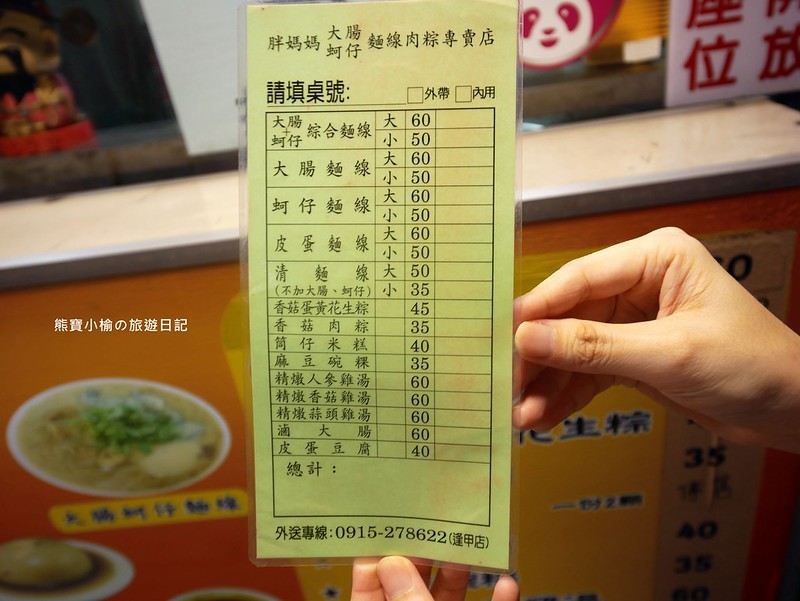 胖媽媽 大腸 蚵仔 麵線肉粽專賣店
請填桌號: □外帶 □內用
大腸+蚵仔 綜合麵線 大 60
小 50
大腸麵線 大 60
小 50
蚵仔麵線 大 60
小 50
皮蛋麵線 大 60
小 50
清麵線 大 50
(不加大腸、蚵仔) 小 35
香菇蛋黃花生粽 45
香菇肉粽 35
筒仔米糕 40
麻豆碗粿 35
精燉人參雞湯 60
精燉香菇雞湯 60
精燉蒜頭雞湯 60
滷大腸 60
皮蛋豆腐 40
總計:
外送專線:0915-278622(逢甲店)
熊寶小榆の旅遊日記
座位
放
大腸蚵仔麵線
花生粽
一份2顆
35
40
35
60